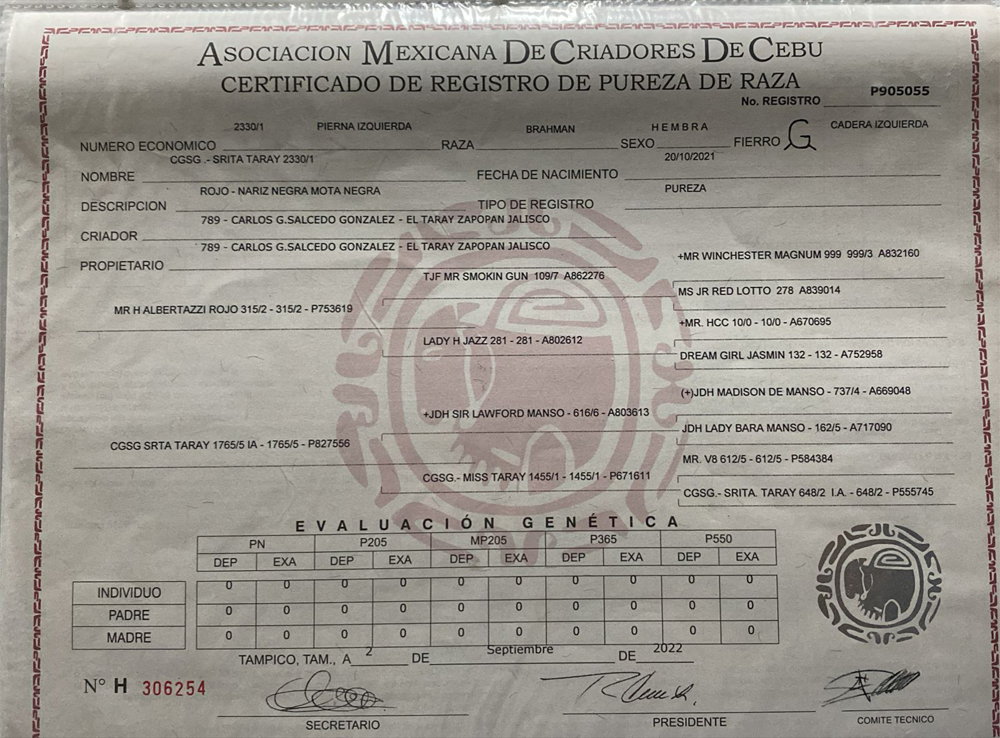 ASOCIACION MEXICANA DE CRIADORES DE CEBU
CERTIFICADO DE REGISTRO DE PUREZA DE RAZA
No. REGISTRO P905055
NUMERO ECONOMICO 2330/1 PIERNA IZQUIERDA RAZA BRAHMAN SEXO HEMBRA FIERRO G CADERA IZQUIERDA
NOMBRE CGSG.- SRITA TARAY 2330/1 FECHA DE NACIMIENTO 20/10/2021
DESCRIPCION ROJO - NARIZ NEGRA MOTA NEGRA TIPO DE REGISTRO PUREZA
CRIADOR 789 - CARLOS G.SALCEDO GONZALEZ - EL TARAY ZAPOPAN JALISCO
PROPIETARIO 789 - CARLOS G.SALCEDO GONZALEZ - EL TARAY ZAPOPAN JALISCO
+MR WINCHESTER MAGNUM 999 999/3 A832160
TJF MR SMOKIN GUN 109/7 A862276
MS JR RED LOTTO 278 A839014
MR H ALBERTAZZI ROJO 315/2 - 315/2 - P753619
+MR. HCC 10/0 - 10/0 - A670695
LADY H JAZZ 281 - 281 - A802612
DREAM GIRL JASMIN 132 - 132 - A752958
(+)JDH MADISON DE MANSO - 737/4 - A669048
+JDH SIR LAWFORD MANSO - 616/6 - A803613
JDH LADY BARA MANSO - 162/5 - A717090
CGSG SRTA TARAY 1765/5 IA - 1765/5 - P827556
MR. V8 612/5 - 612/5 - P584384
CGSG.- MISS TARAY 1455/1 - 1455/1 - P671611
CGSG.- SRITA. TARAY 648/2 I.A. - 648/2 - P555745
EVALUACIÓN GENÉTICA
PN P205 MP205 P365 P550
DEP EXA DEP EXA DEP EXA DEP EXA DEP EXA
INDIVIDUO 0 0 0 0 0 0 0 0 0 0
PADRE 0 0 0 0 0 0 0 0 0 0
MADRE 0 0 0 0 0 0 0 0 0 0
TAMPICO, TAM., A 2 DE Septiembre DE 2022
N° H 306254
SECRETARIO PRESIDENTE COMITE TECNICO